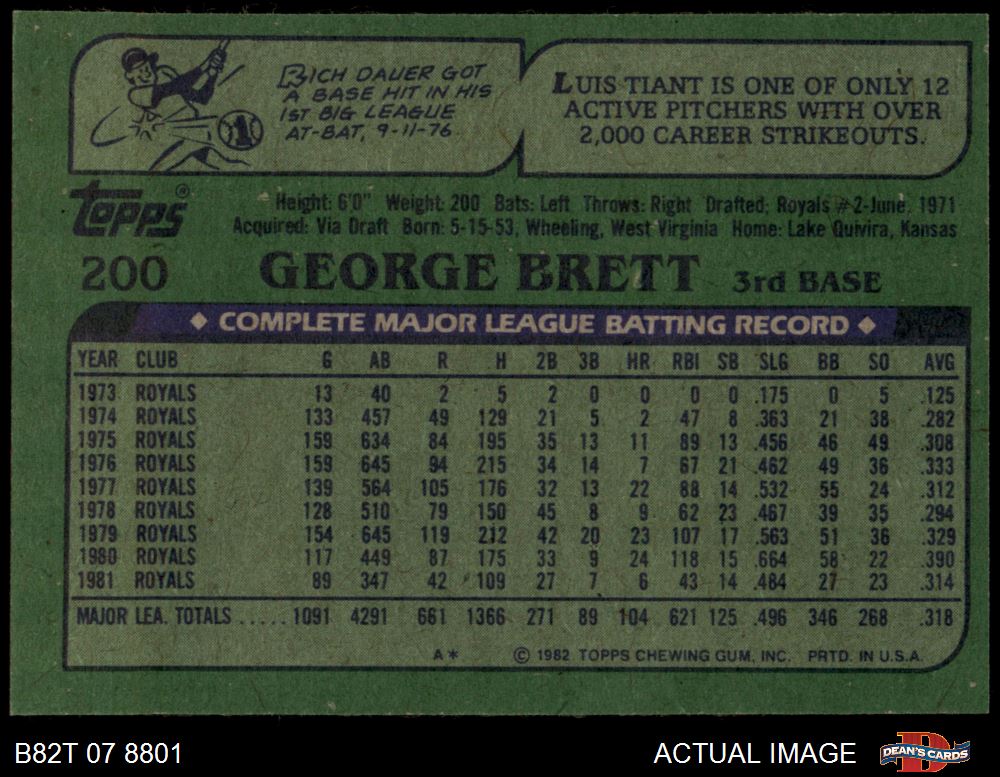 RICH DAUER GOT
A BASE HIT IN HIS
1ST BIG LEAGUE
AT-BAT, 9-11-76
LUIS TIANT IS ONE OF ONLY 12
ACTIVE PITCHERS WITH OVER
2,000 CAREER STRIKEOUTS.
Topps®
Height: 6'0" Weight: 200 Bats: Left Throws: Right Drafted: Royals #2-June, 1971
Acquired: Via Draft Born: 5-15-53, Wheeling, West Virginia Home: Lake Quivira, Kansas
200 GEORGE BRETT 3rd BASE
◆ COMPLETE MAJOR LEAGUE BATTING RECORD ◆
YEAR CLUB G AB R H 2B 3B HR RBI SB SLG BB SO AVG
1973 ROYALS 13 40 2 5 2 0 0 0 0 .175 0 5 .125
1974 ROYALS 133 457 49 129 21 5 2 47 8 .363 21 38 .282
1975 ROYALS 159 634 84 195 35 13 11 89 13 .456 46 49 .308
1976 ROYALS 159 645 94 215 34 14 7 67 21 .462 49 36 .333
1977 ROYALS 139 564 105 176 32 13 22 88 14 .532 55 24 .312
1978 ROYALS 128 510 79 150 45 8 9 62 23 .467 39 35 .294
1979 ROYALS 154 645 119 212 42 20 23 107 17 .563 51 36 .329
1980 ROYALS 117 449 87 175 33 9 24 118 15 .664 58 22 .390
1981 ROYALS 89 347 42 109 27 7 6 43 14 .484 27 23 .314
MAJOR LEA. TOTALS ..... 1091 4291 661 1366 271 89 104 621 125 .496 346 268 .318
A* © 1982 TOPPS CHEWING GUM, INC. PRTD. IN U.S.A.
B82T 07 8801 ACTUAL IMAGE DEAN'S CARDS